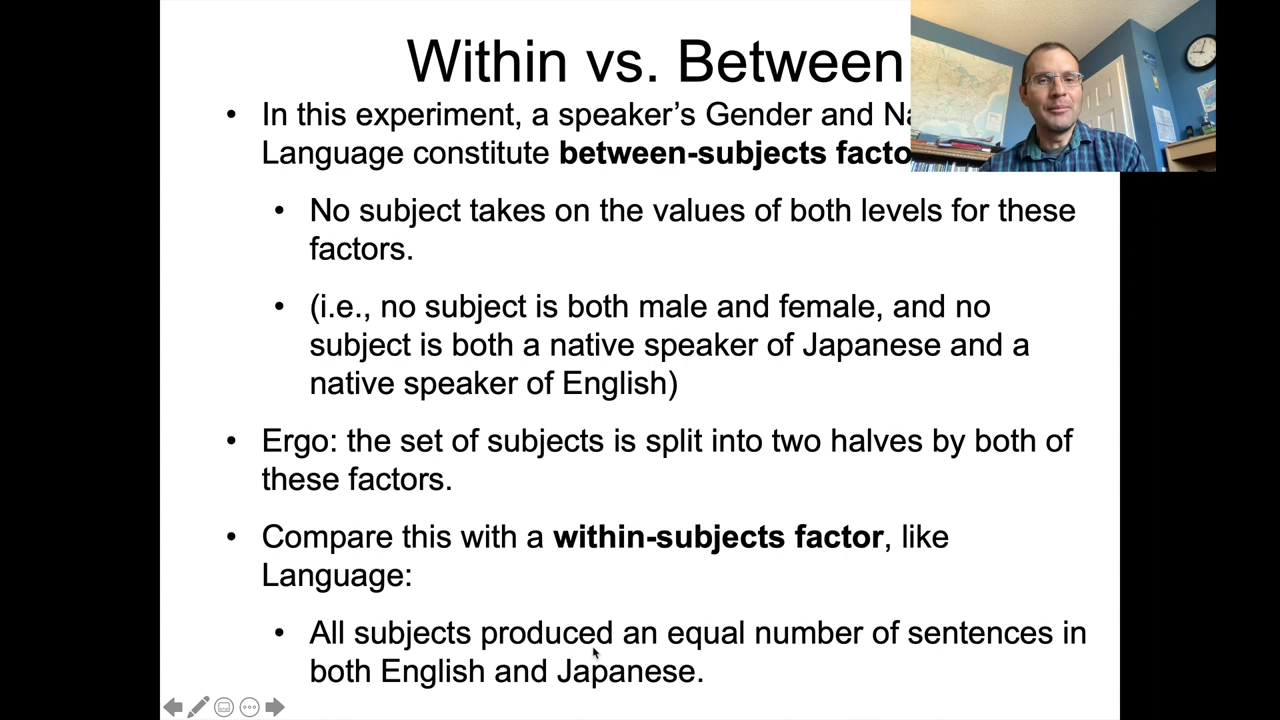 Within vs. Between
• In this experiment, a speaker's Gender and
Language constitute between-subjects
• No subject takes on the values of both levels for these
factors.
• (i.e., no subject is both male and female, and no
subject is both a native speaker of Japanese and a
native speaker of English)
• Ergo: the set of subjects is split into two halves by both of
these factors.
• Compare this with a within-subjects factor, like
Language:
• All subjects produced an equal number of sentences in
both English and Japanese.